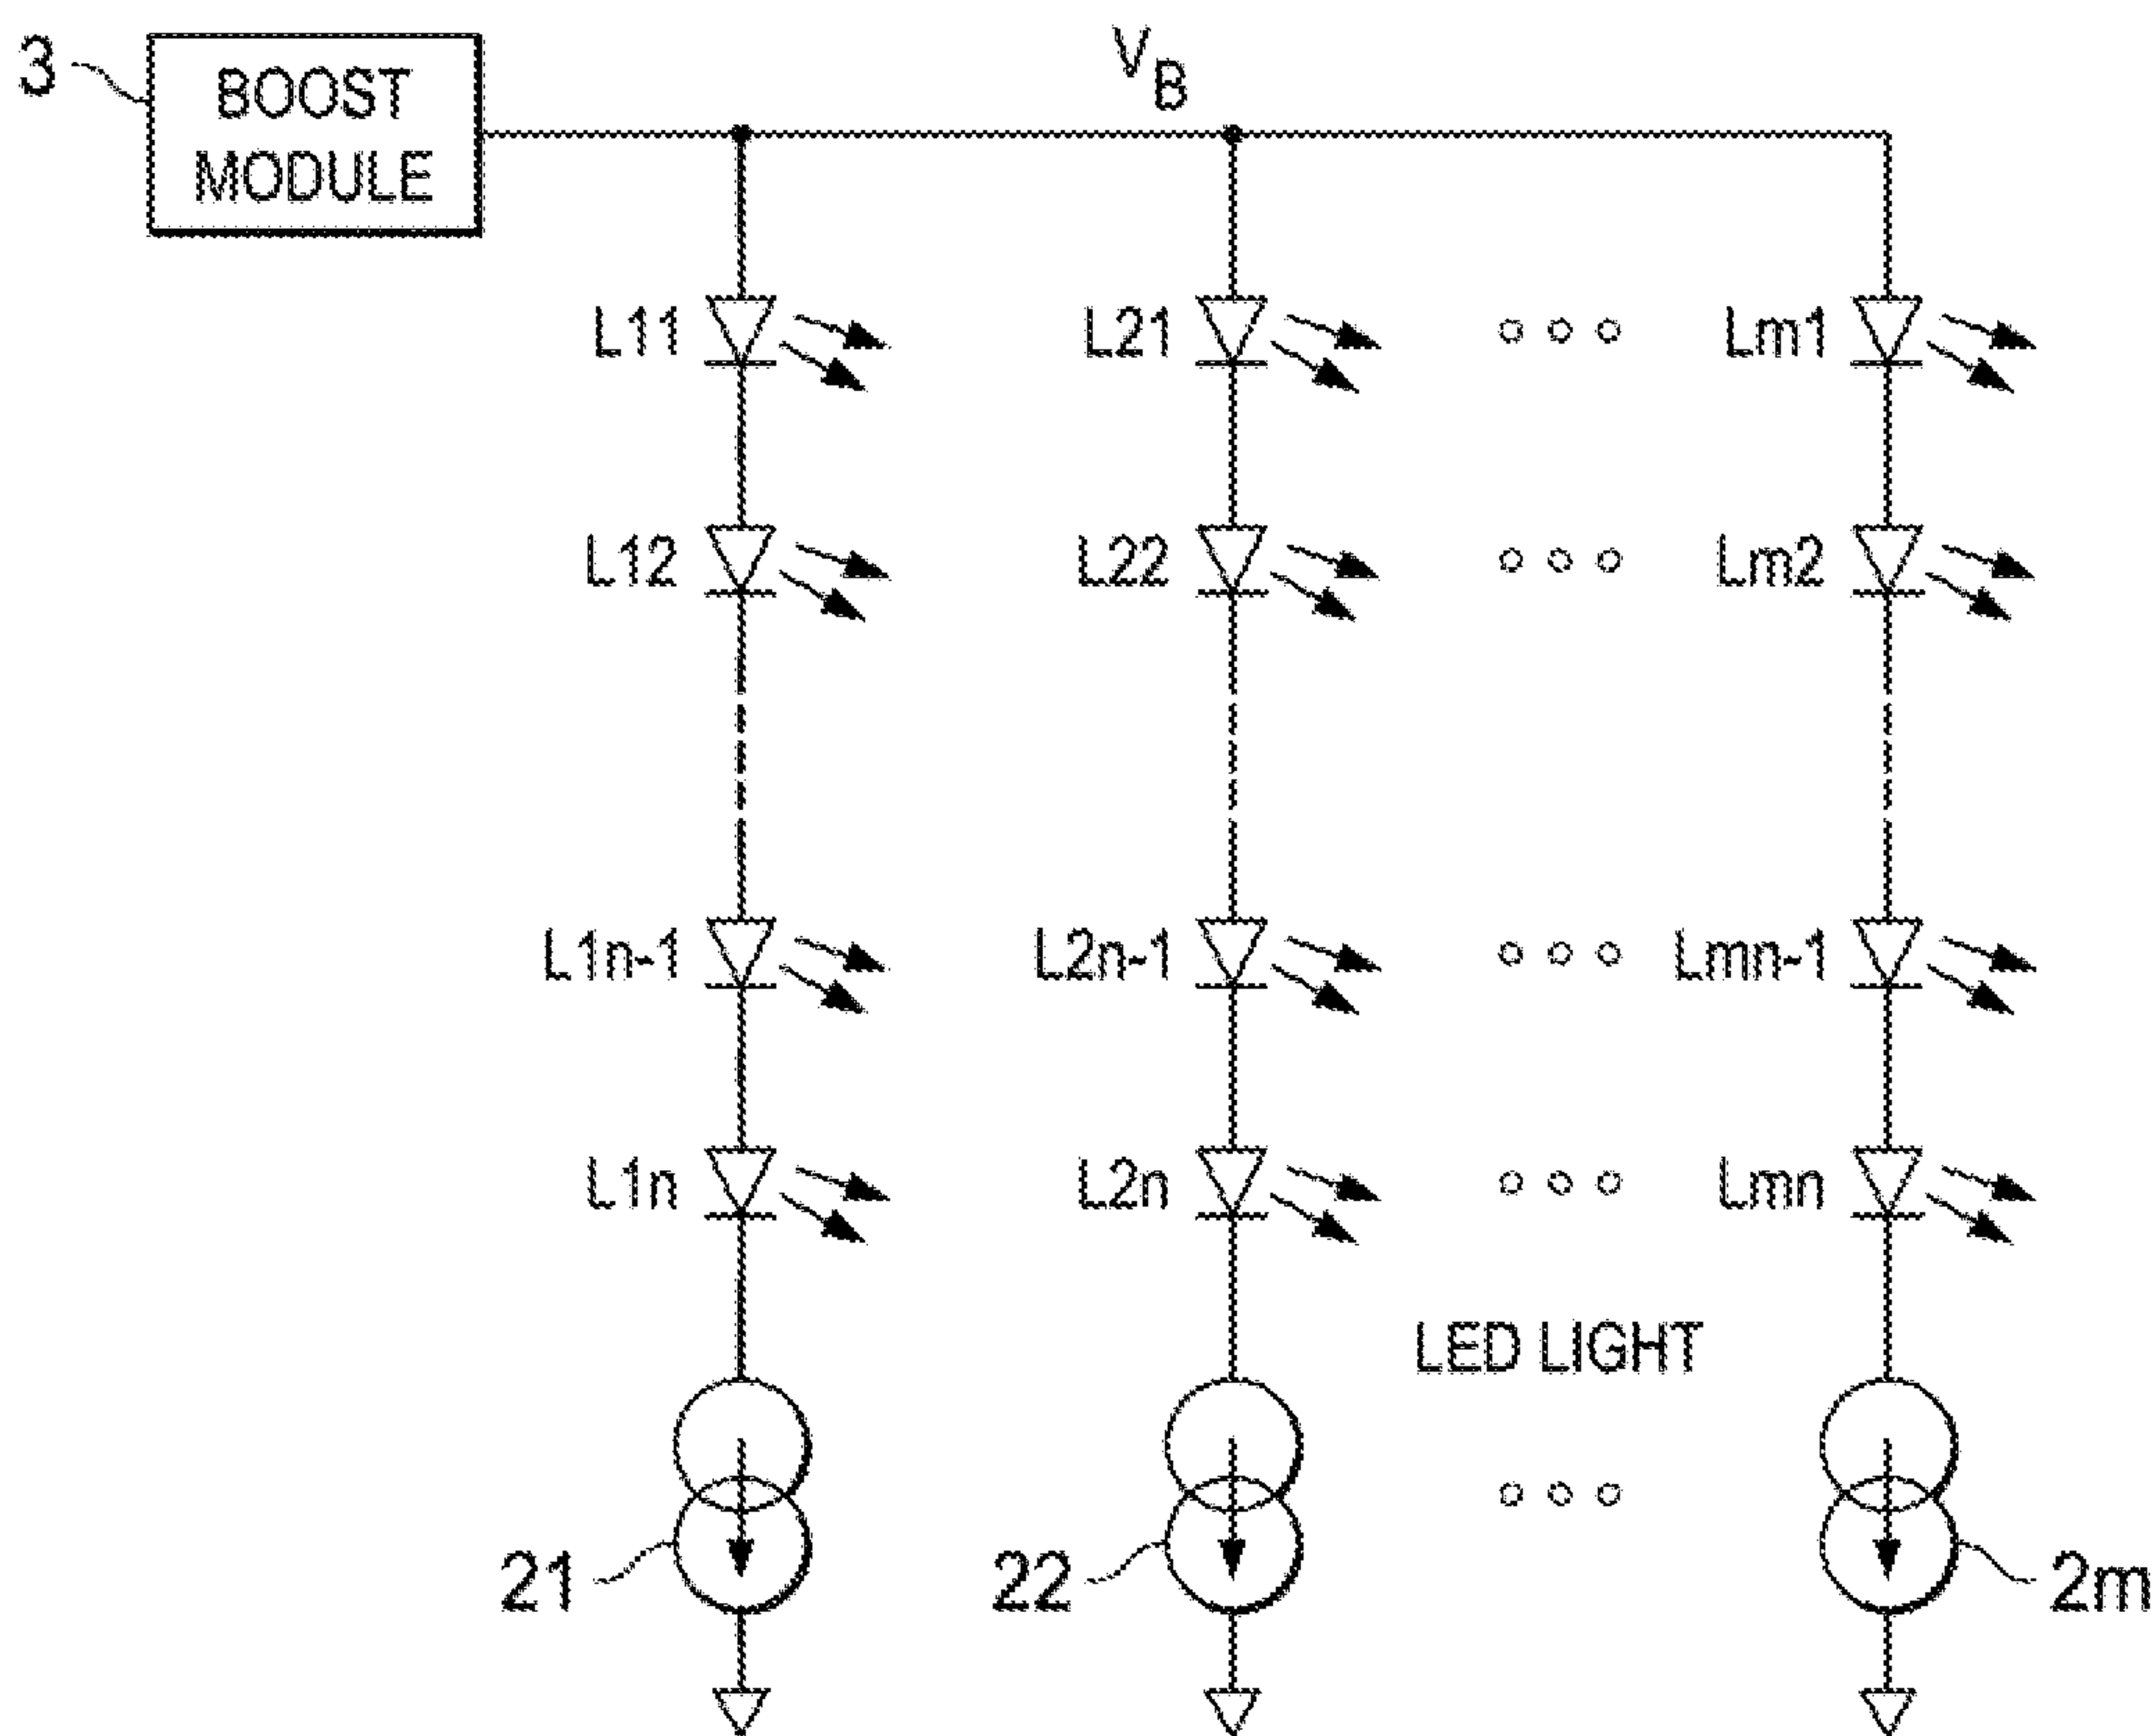 3
BOOST
MODULE
VB
L11
L21
Lm1
L12
L22
Lm2
L1n-1
L2n-1
Lmn-1
L1n
L2n
Lmn
LED LIGHT
21
22
2m